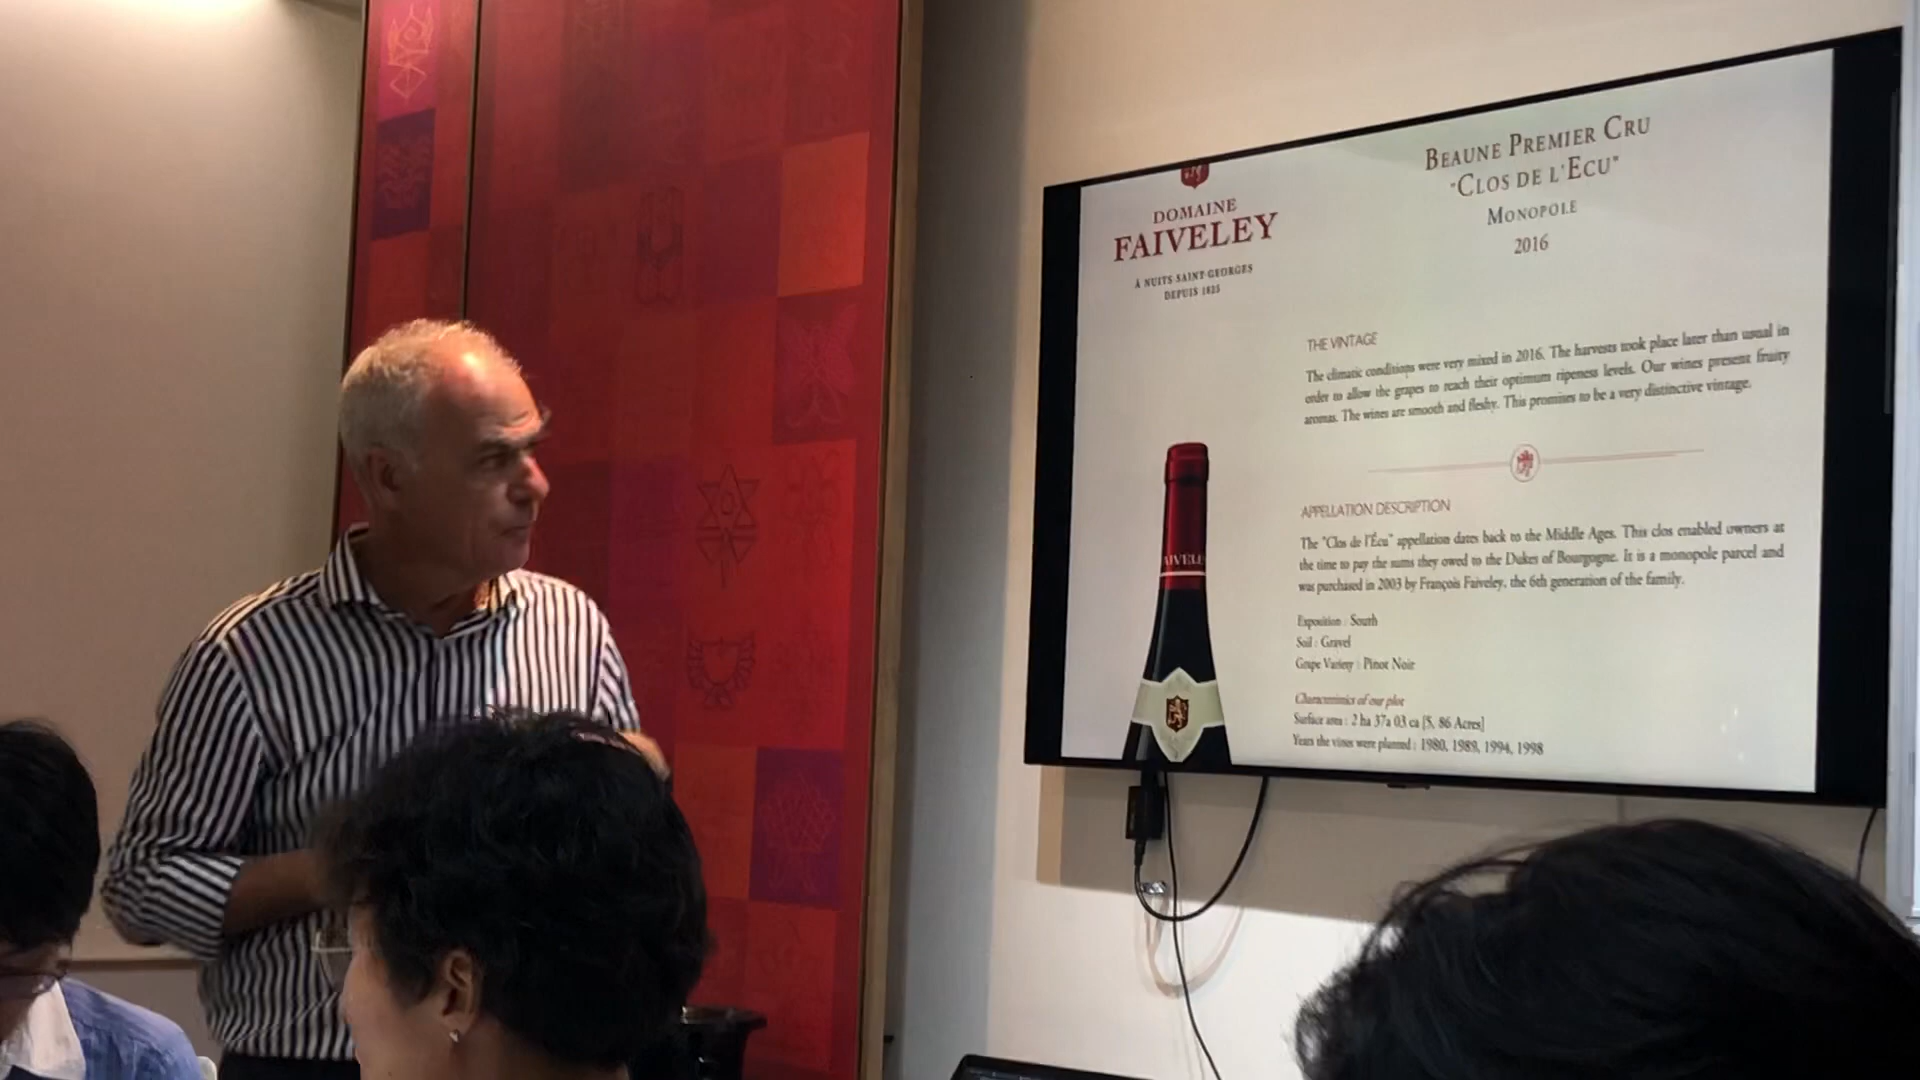 DOMAINE
FAIVELEY
À NUITS-SAINT-GEORGES
DEPUIS 1825
BEAUNE PREMIER CRU
"CLOS DE L'ECU"
MONOPOLE
2016
THE VINTAGE
The climatic conditions were very mixed in 2016. The harvests took place later than usual in
order to allow the grapes to reach their optimum ripeness levels. Our wines present fruity
aromas. The wines are smooth and fleshy. This promises to be a very distinctive vintage.
APPELLATION DESCRIPTION
The "Clos de l'Écu" appellation dates back to the Middle Ages. This clos enabled owners at
the time to pay the sums they owed to the Dukes of Bourgogne. It is a monopole parcel and
was purchased in 2003 by François Faiveley, the 6th generation of the family.
Exposition : South
Soil : Gravel
Grape Variety : Pinot Noir
Characteristics of our plot
Surface area : 2 ha 37a 03 ca [5, 86 Acres]
Years the vines were planted : 1980, 1989, 1994, 1998
AIVELE